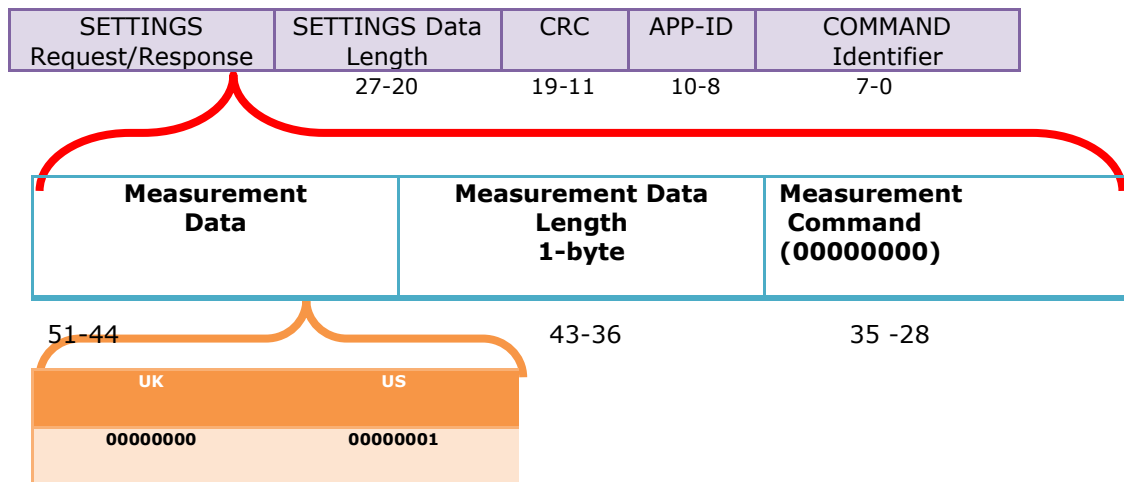 SETTINGS Request/Response
SETTINGS Data Length
CRC
APP-ID
COMMAND Identifier
27-20
19-11
10-8
7-0
Measurement Data
Measurement Data Length 1-byte
Measurement Command (00000000)
51-44
43-36
35 -28
UK
US
00000000
00000001